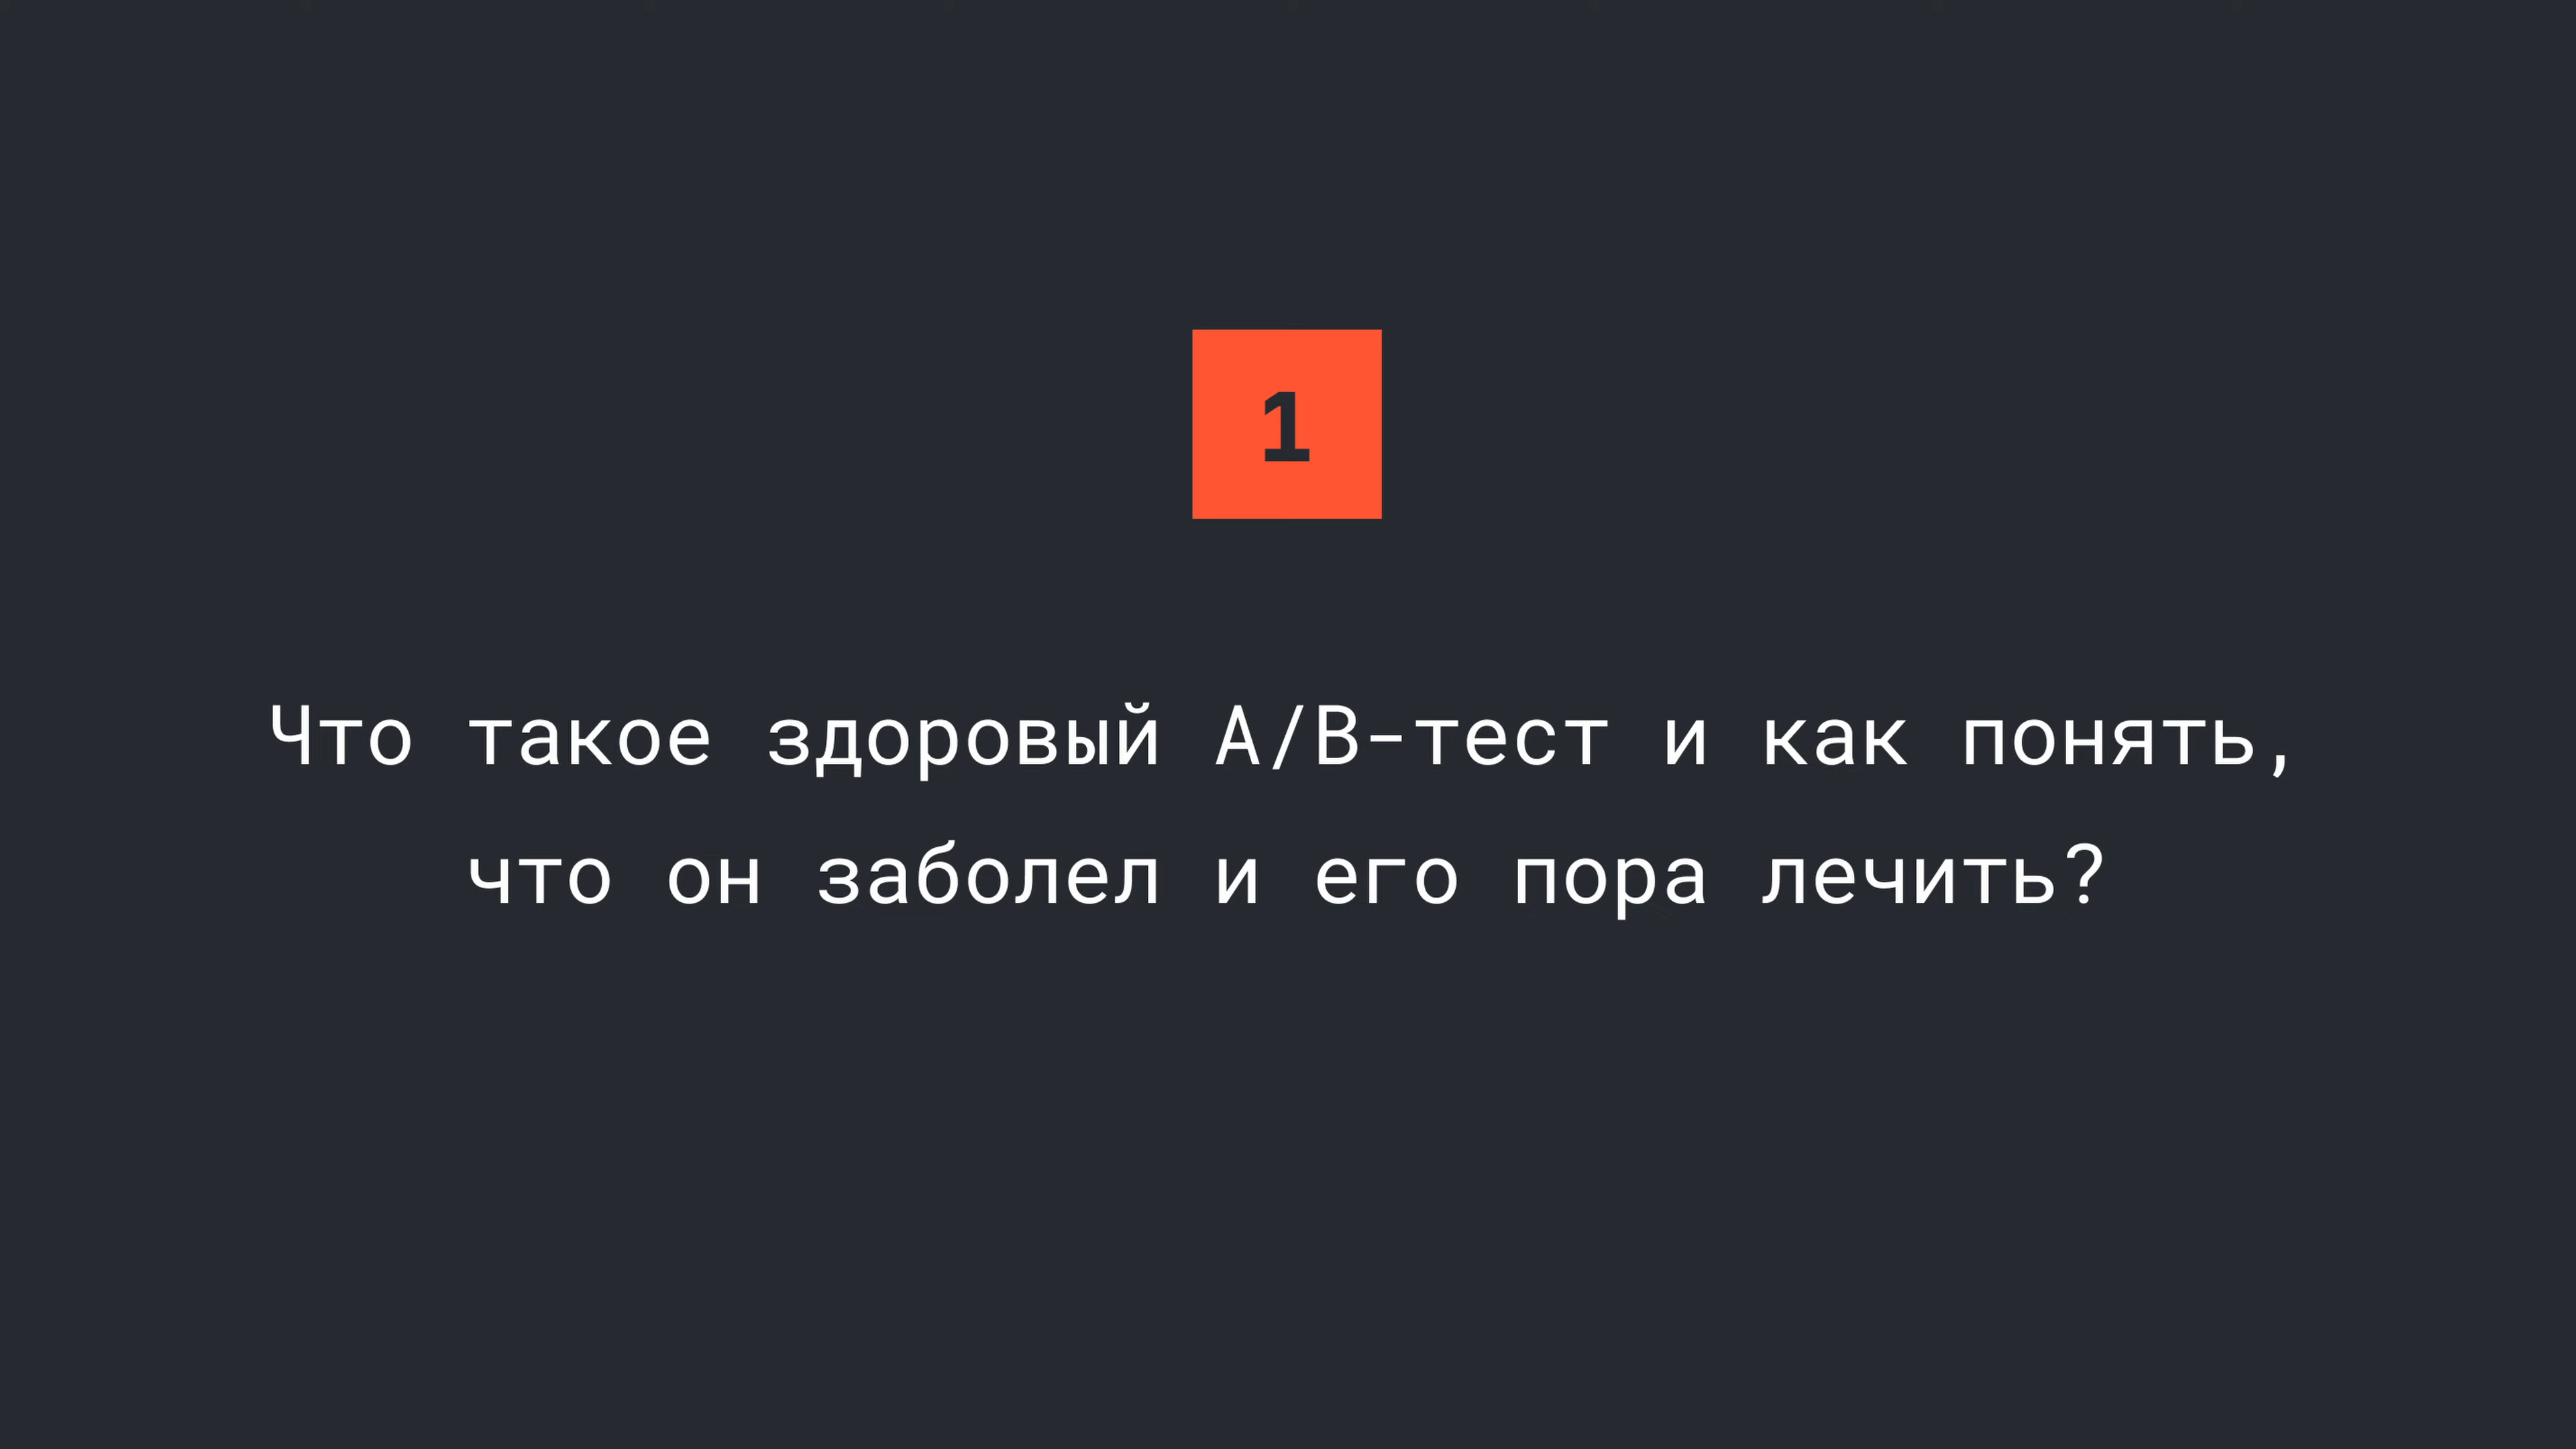 1
Что такое здоровый A/B-тест и как понять,
что он заболел и его пора лечить?